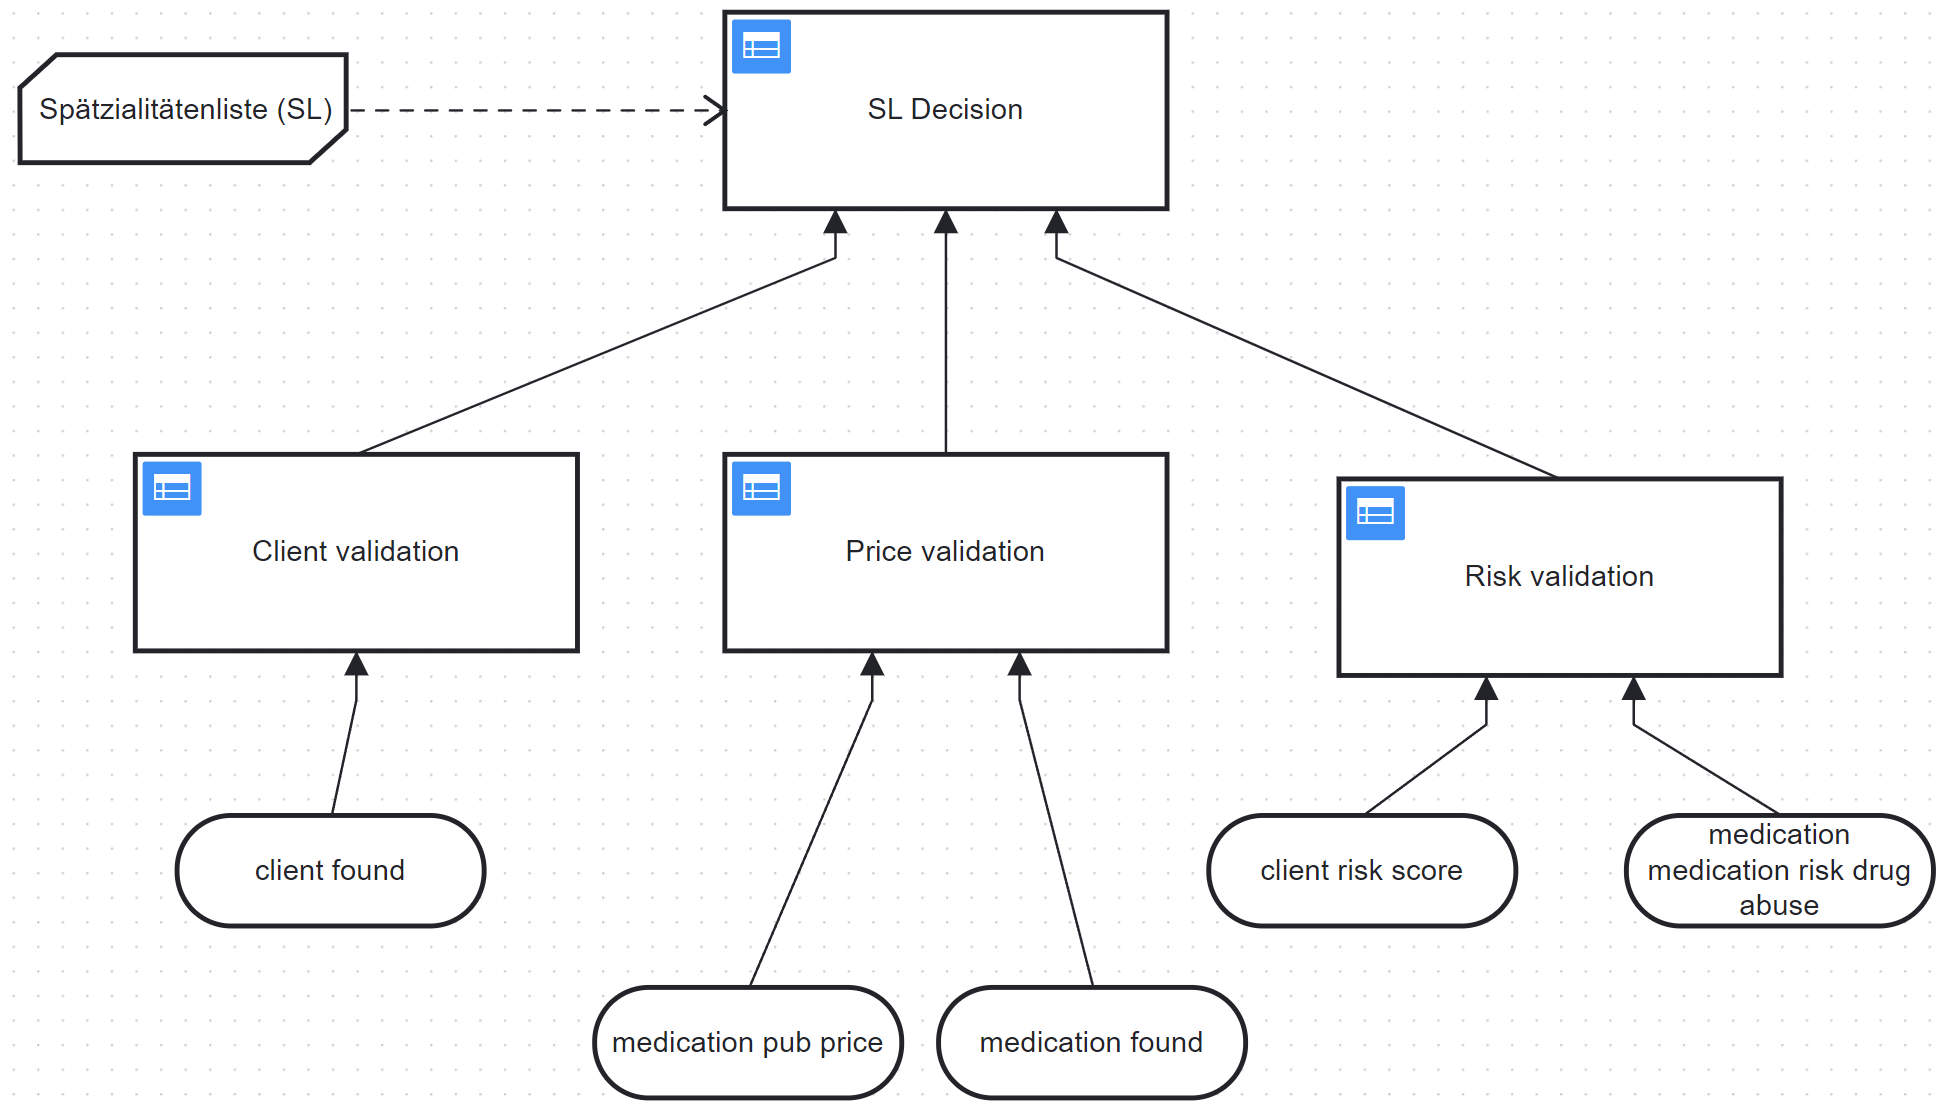 Spätzialitätenliste (SL)
SL Decision
Client validation
Price validation
Risk validation
client found
client risk score
medication
medication risk drug
abuse
medication pub price
medication found